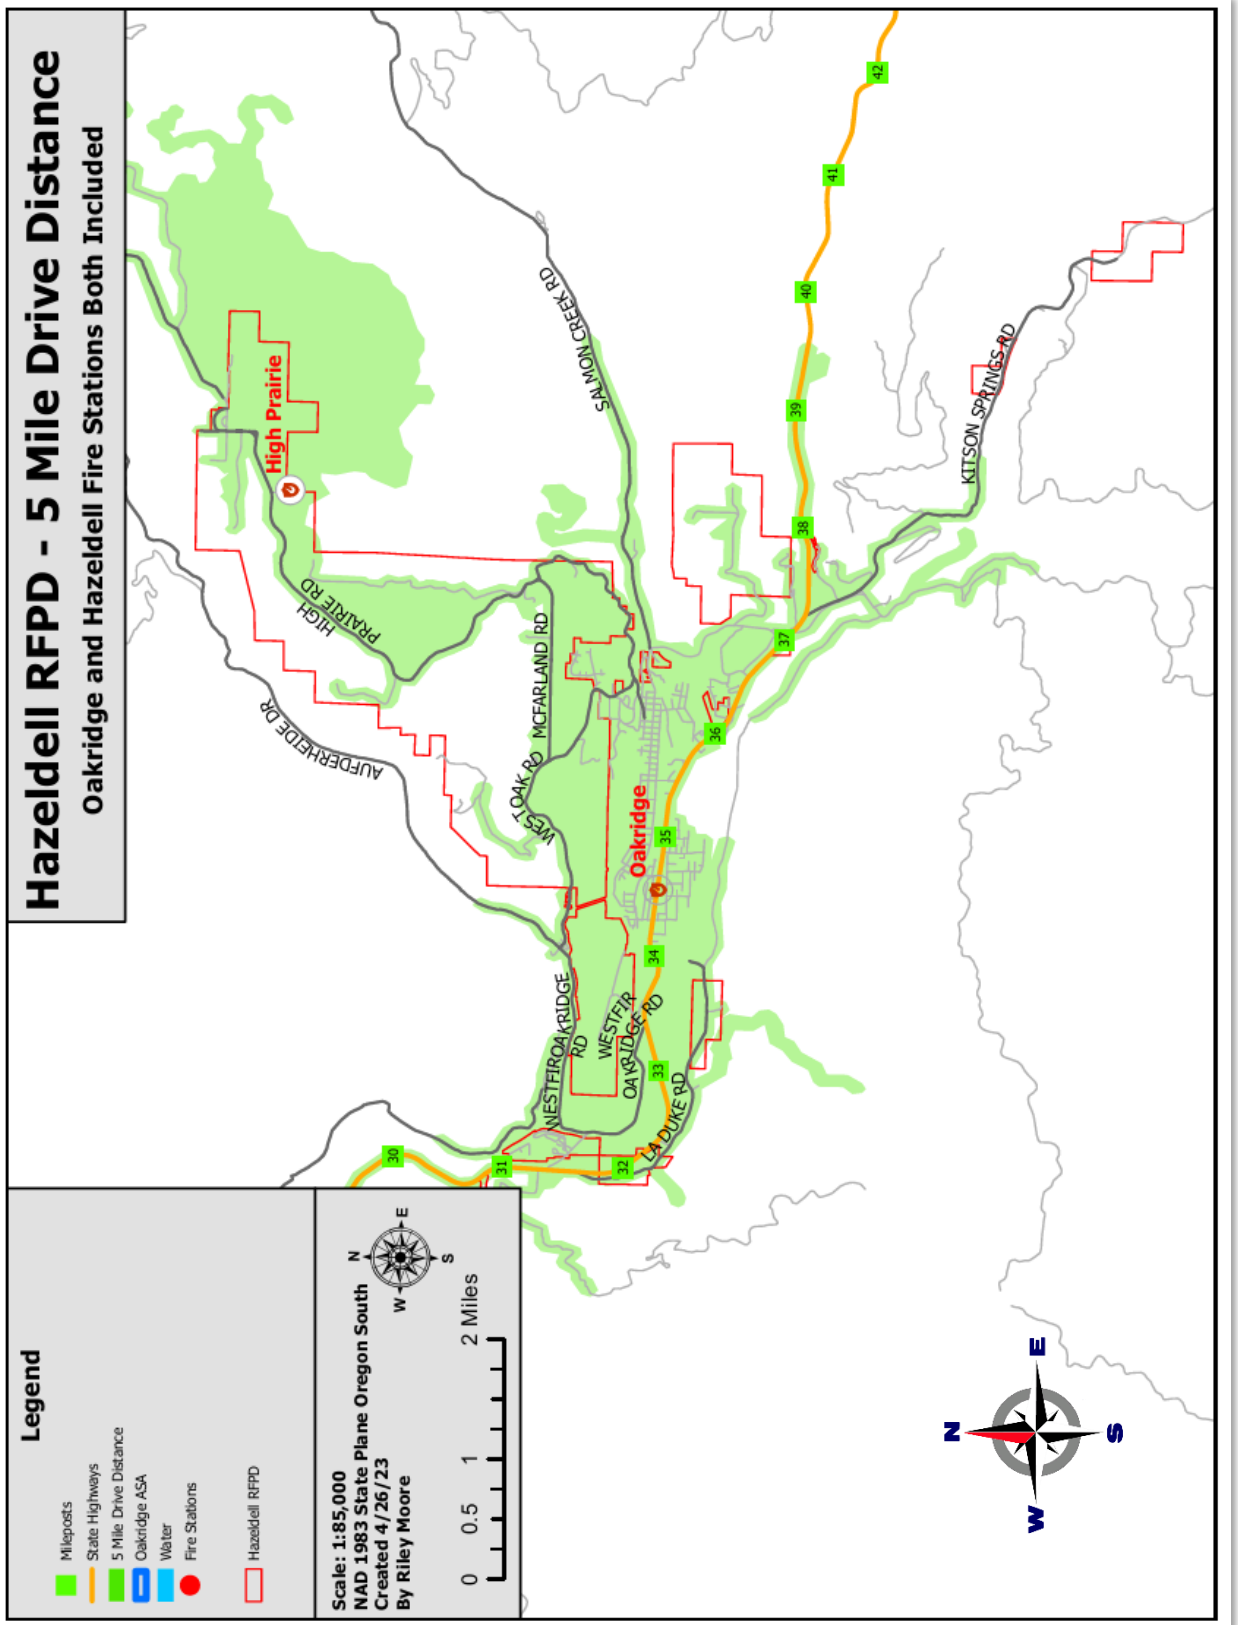 Hazeldell RFPD - 5 Mile Drive Distance
Oakridge and Hazeldell Fire Stations Both Included
High Prairie
HIGH
PRAIRIE RD
AUFDERHEIDE DR
SALMON CREEK RD
MCFARLAND RD
WEST OAK RD
Oakridge
WESTFIROAKRIDGE
RD
WESTFIR
OAKRIDGE RD
LA DUKE RD
KITSON SPRINGS RD
30
31
32
33
34
35
36
37
38
39
40
41
42
Legend
Mileposts
State Highways
5 Mile Drive Distance
Oakridge ASA
Water
Fire Stations
Hazeldell RFPD
Scale: 1:85,000
NAD 1983 State Plane Oregon South
Created 4/26/23
By Riley Moore
N
W E
S
0 0.5 1 2 Miles
N
W E
S